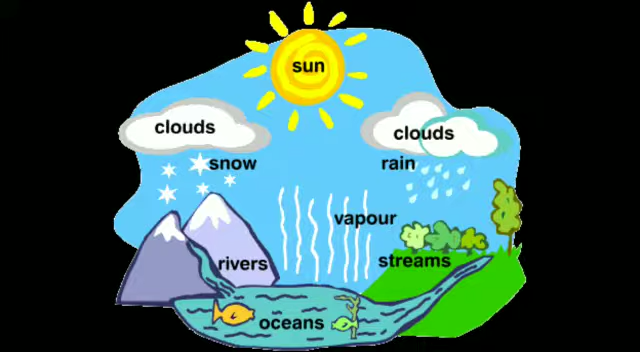 sun
clouds
clouds
snow
rain
vapour
rivers
streams
oceans